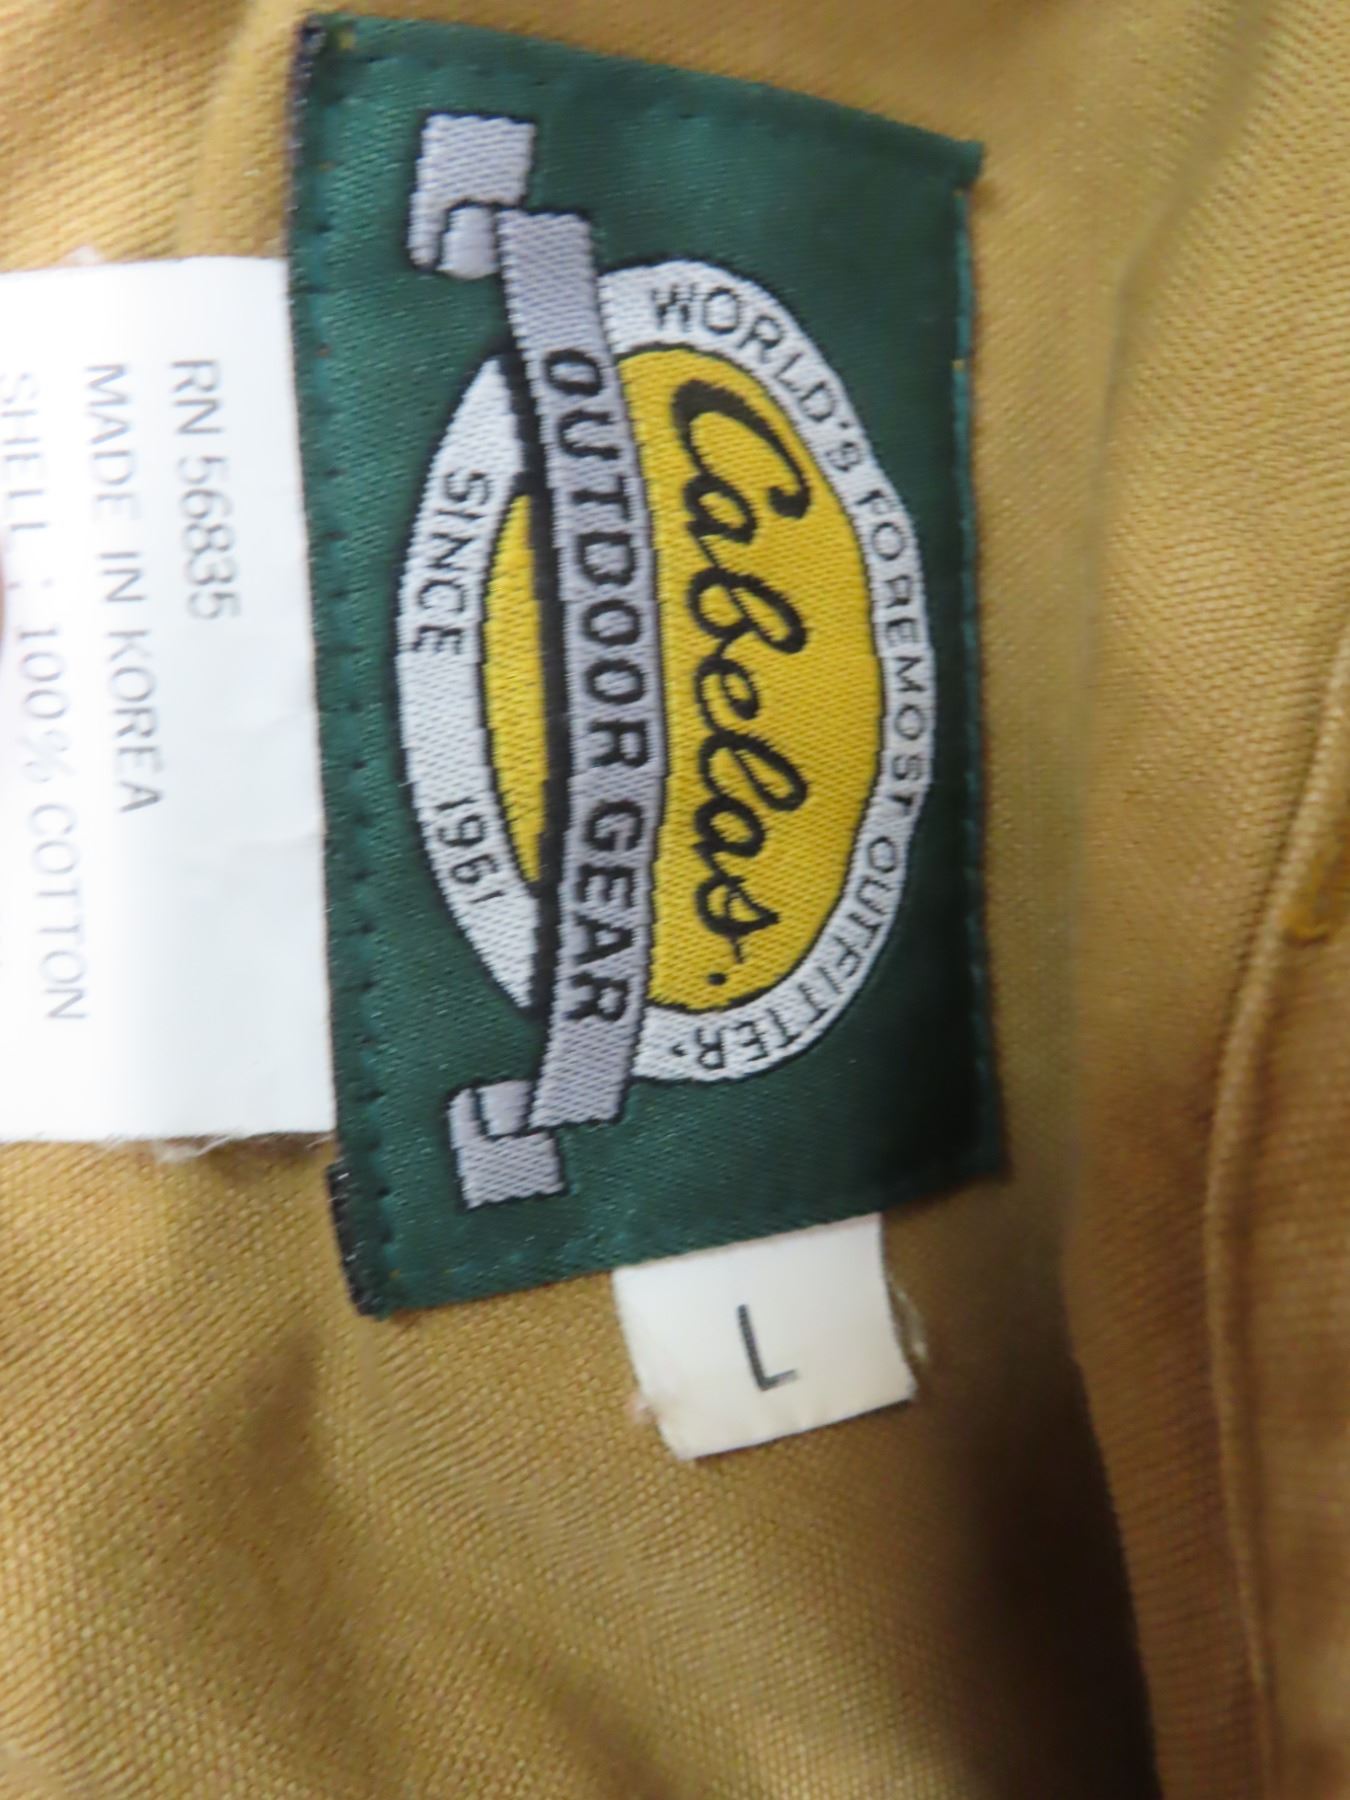 WORLD'S FOREMOST OUTFITTER.
Cabela's.
OUTDOOR GEAR
SINCE 1961
L
RN 56835
MADE IN KOREA
SHELL : 100% COTTON